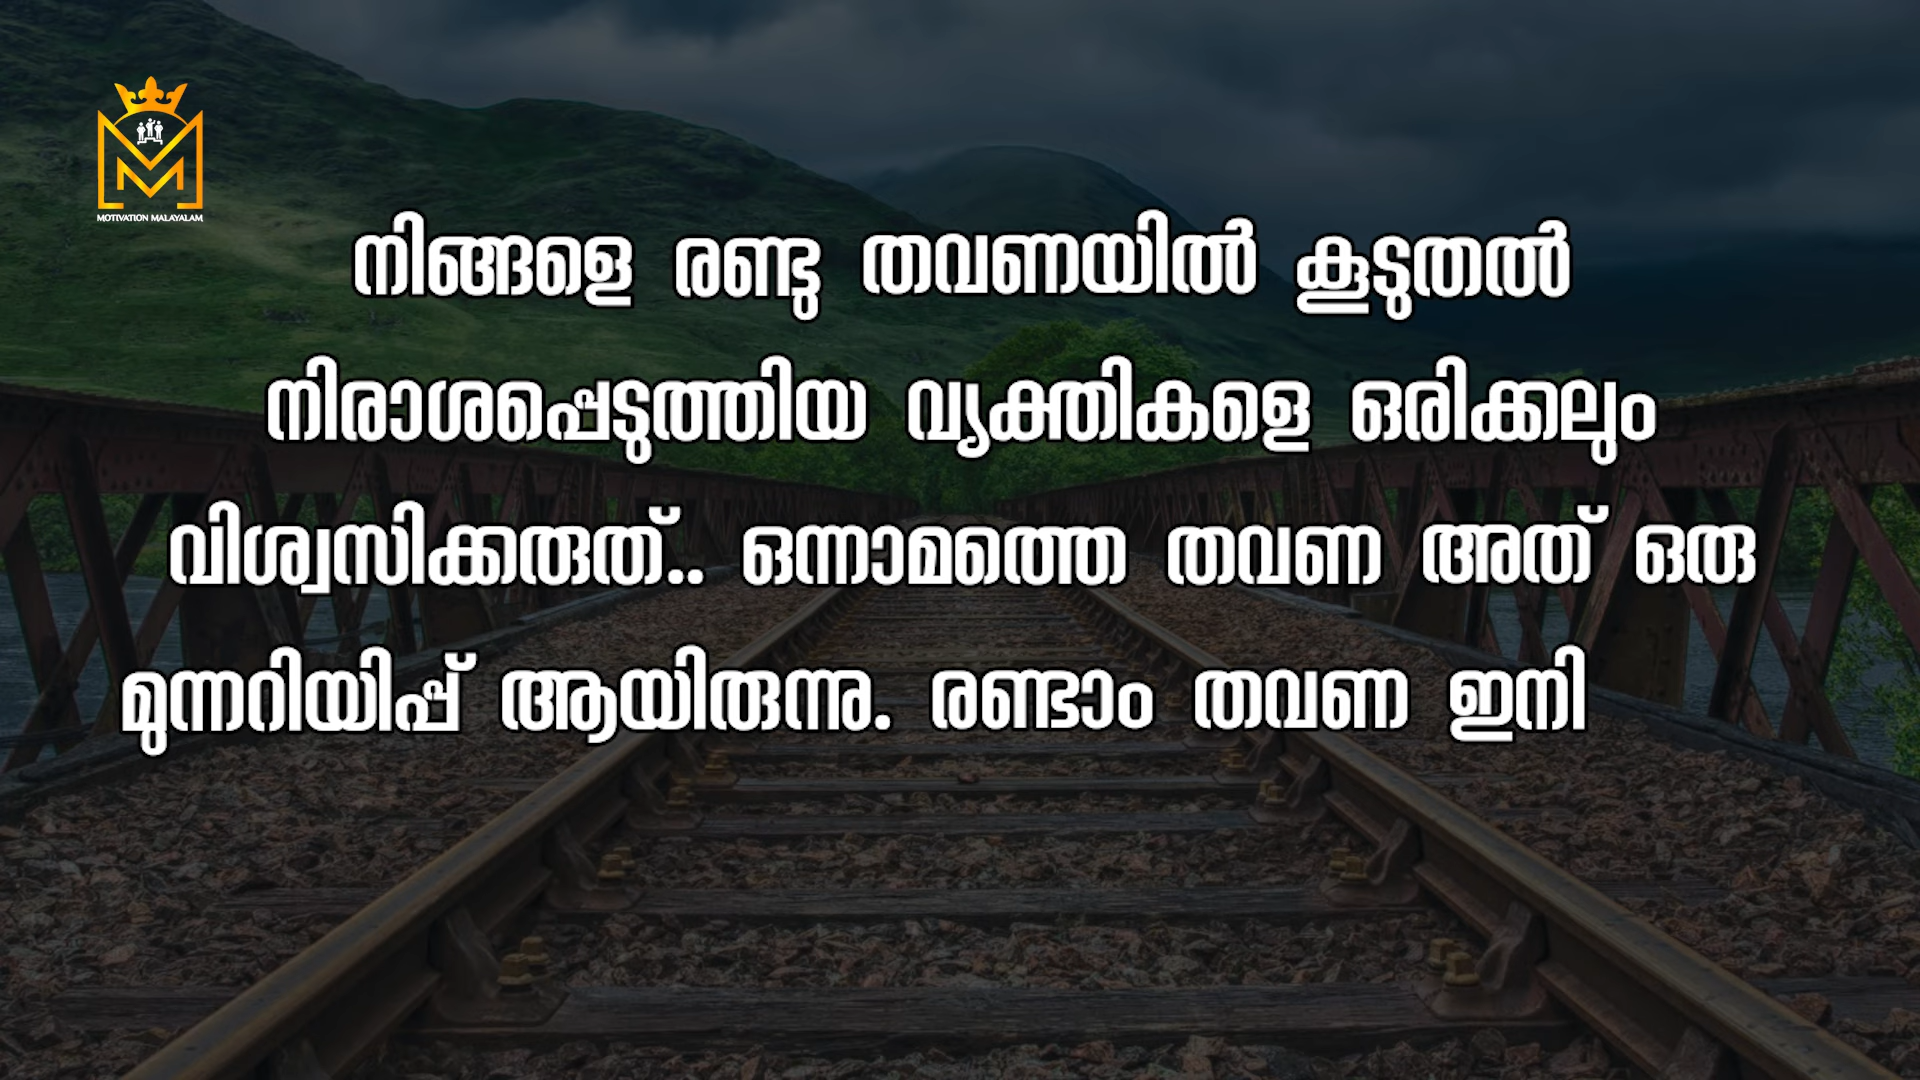 MOTIVATION MALAYALAM
നിങ്ങളെ രണ്ടു തവണയിൽ കൂടുതൽ
നിരാശപ്പെടുത്തിയ വ്യക്തികളെ ഒരിക്കലും
വിശ്വസിക്കരുത്.. ഒന്നാമത്തെ തവണ അത് ഒരു
മുന്നറിയിപ്പ് ആയിരുന്നു. രണ്ടാം തവണ ഇനി